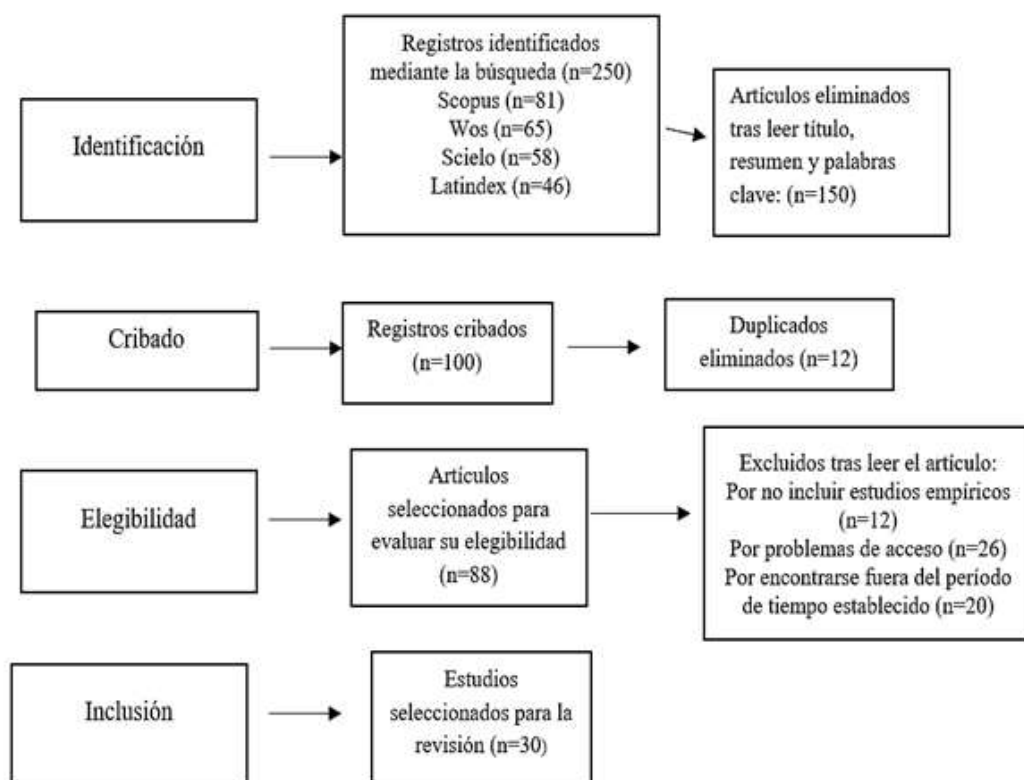 Identificación
Registros identificados
mediante la búsqueda (n=250)
Scopus (n=81)
Wos (n=65)
Scielo (n=58)
Latindex (n=46)
Artículos eliminados
tras leer título,
resumen y palabras
clave: (n=150)
Cribado
Registros cribados
(n=100)
Duplicados
eliminados (n=12)
Elegibilidad
Artículos
seleccionados para
evaluar su elegibilidad
(n=88)
Excluidos tras leer el artículo:
Por no incluir estudios empíricos
(n=12)
Por problemas de acceso (n=26)
Por encontrarse fuera del período
de tiempo establecido (n=20)
Inclusión
Estudios
seleccionados para la
revisión (n=30)